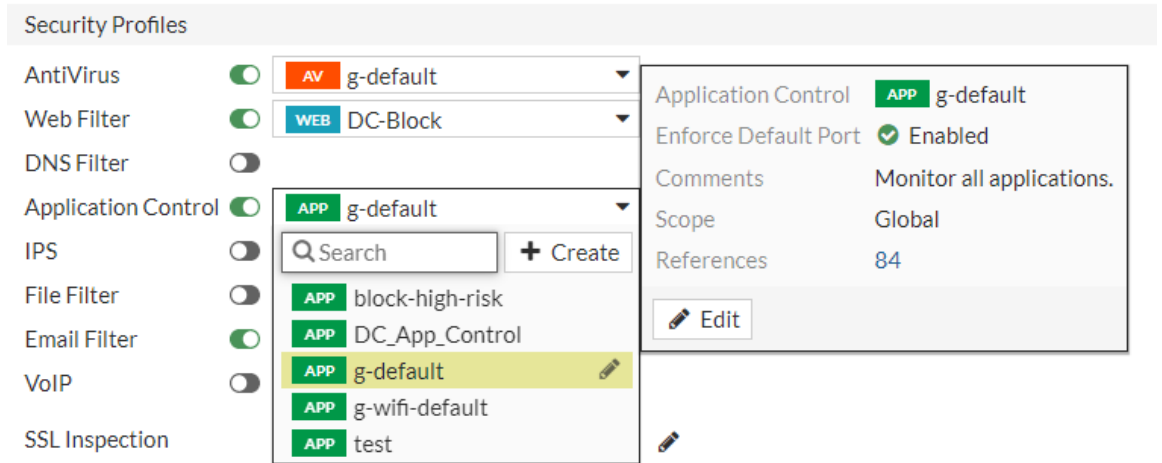 Security Profiles
AntiVirus AV g-default
Web Filter WEB DC-Block
DNS Filter
Application Control APP g-default
Search + Create
IPS
APP block-high-risk
File Filter
APP DC_App_Control
Email Filter
APP g-default
VoIP
APP g-wifi-default
SSL Inspection
APP test
Application Control APP g-default
Enforce Default Port Enabled
Comments Monitor all applications.
Scope Global
References 84
Edit